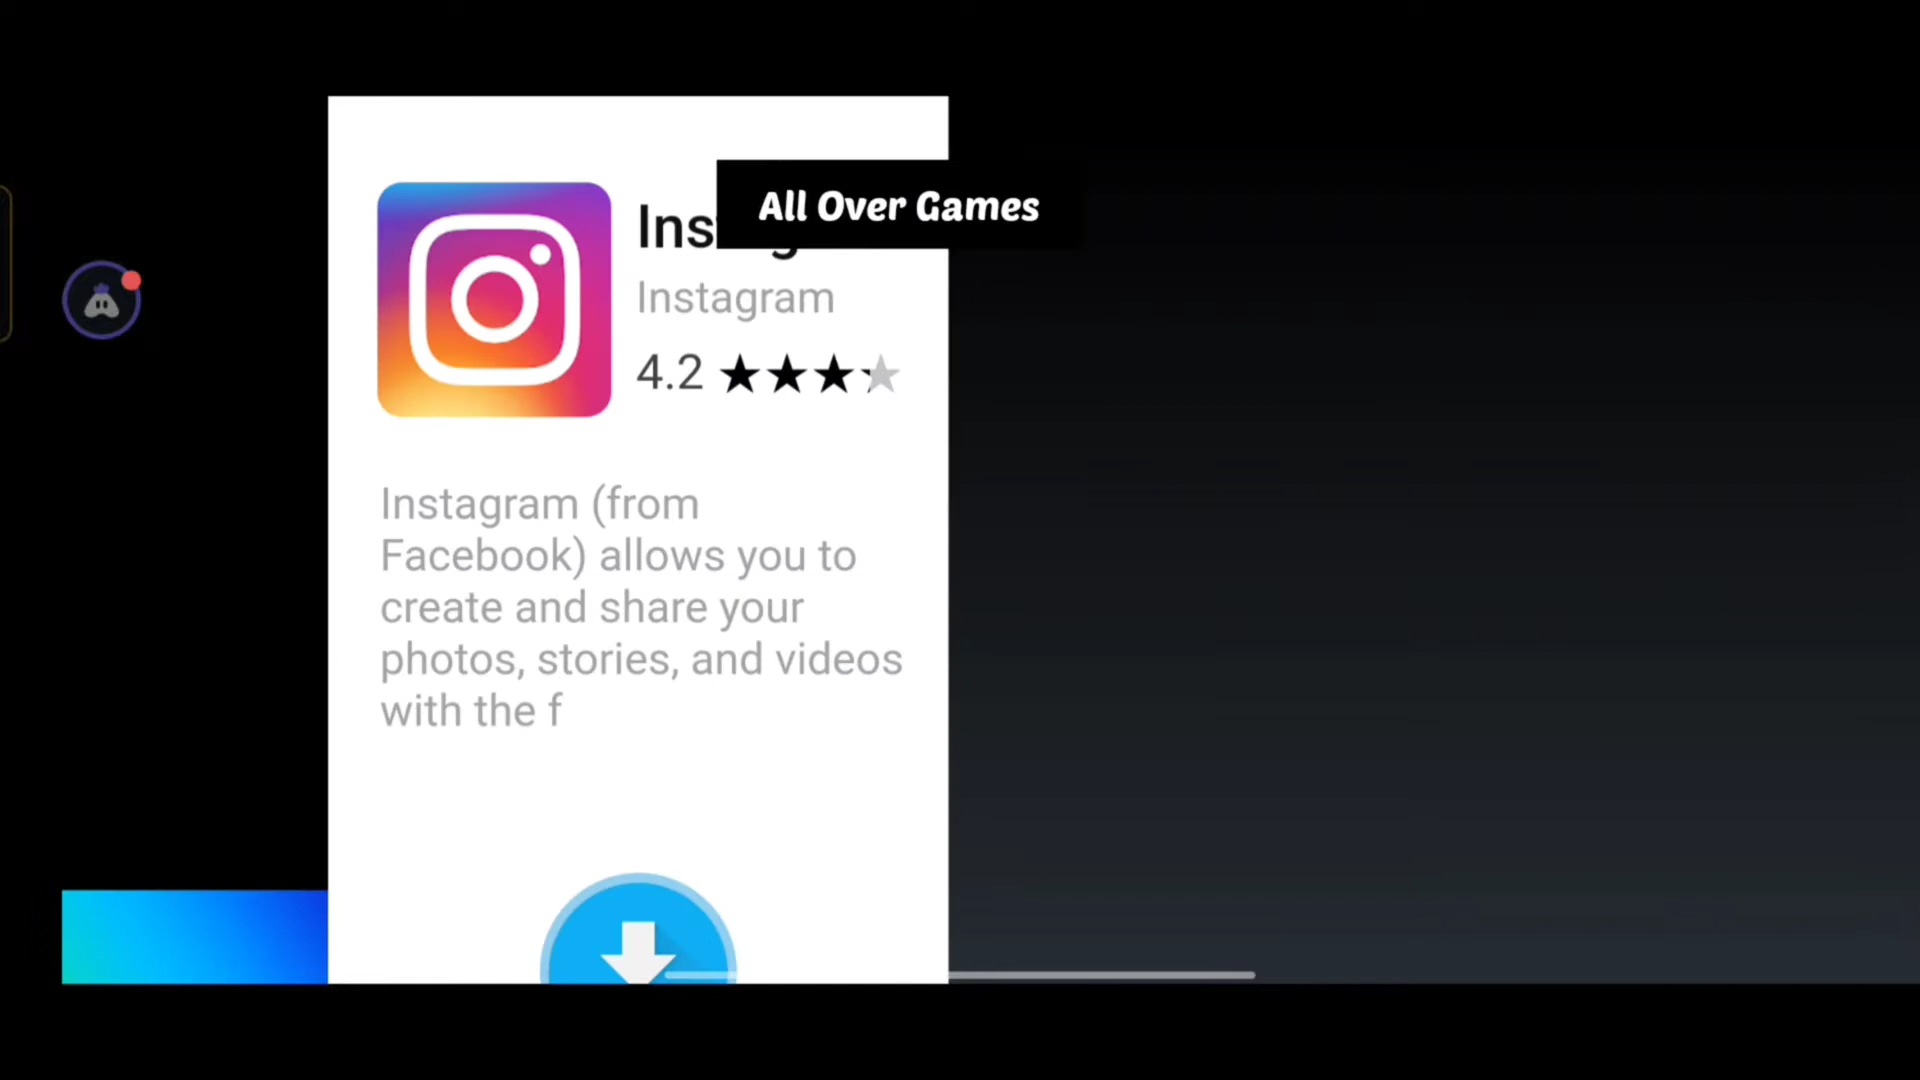 All Over Games
Instagram
4.2
Instagram (from
Facebook) allows you to
create and share your
photos, stories, and videos
with the f